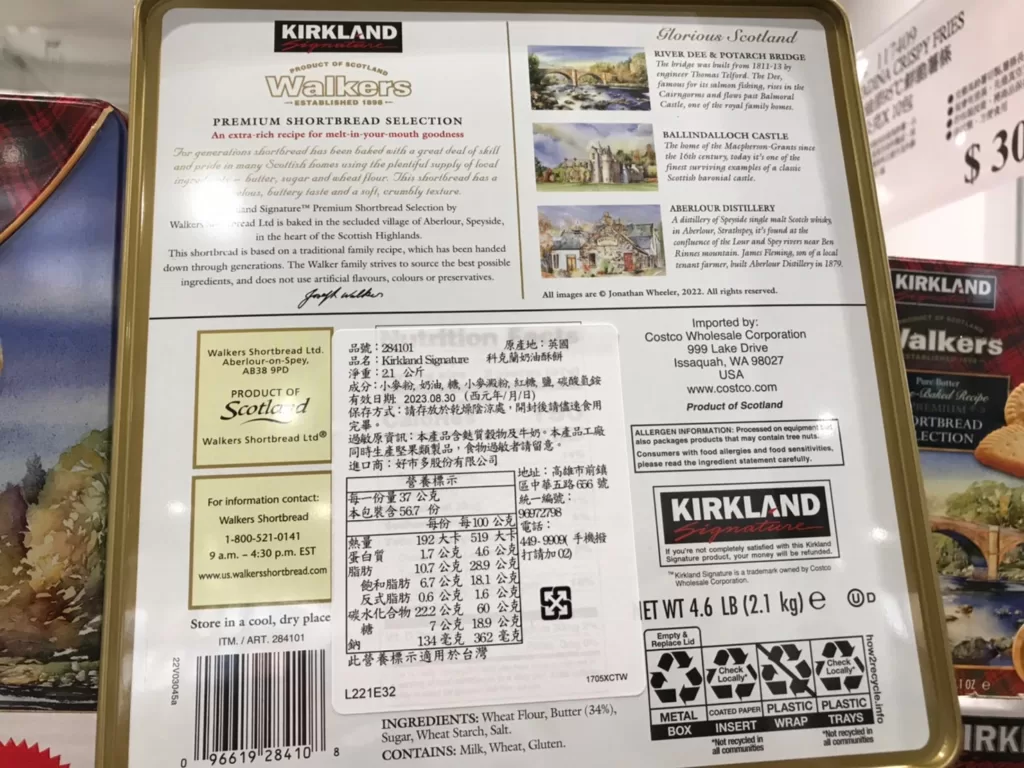 KIRKLAND
Signature
PRODUCT OF SCOTLAND
Walkers
ESTABLISHED 1898
PREMIUM SHORTBREAD SELECTION
An extra-rich recipe for melt-in-your-mouth goodness
For generations shortbread has been baked with a great deal of skill
and pride in many Scottish homes using the plentiful supply of local
butter, sugar and wheat flour. This shortbread has a
buttery taste and a soft, crumbly texture.
and Signature™ Premium Shortbread Selection by
Walkers Ltd is baked in the secluded village of Aberlour, Speyside,
in the heart of the Scottish Highlands.
This shortbread is based on a traditional family recipe, which has been handed
down through generations. The Walker family strives to source the best possible
ingredients, and does not use artificial flavours, colours or preservatives.
Joseph Walker
Glorious Scotland
RIVER DEE & POTARCH BRIDGE
The bridge was built from 1811-13 by
engineer Thomas Telford. The Dee,
famous for its salmon fishing, rises in the
Cairngorms and flows past Balmoral
Castle, one of the royal family homes.
BALLINDALLOCH CASTLE
The home of the Macpherson-Grants since
the 16th century, today it's one of the
finest surviving examples of a classic
Scottish baronial castle.
ABERLOUR DISTILLERY
A distillery of Speyside single malt Scotch whisky,
in Aberlour, Strathspey, it's found at the
confluence of the Lour and Spey rivers near Ben
Rinnes mountain. James Fleming, son of a local
tenant farmer, built Aberlour Distillery in 1879.
All images are © Jonathan Wheeler, 2022. All rights reserved.
Walkers Shortbread Ltd.
Aberlour-on-Spey,
AB38 9PD
PRODUCT OF
Scotland
Walkers Shortbread Ltd®
For information contact:
Walkers Shortbread
1-800-521-0141
9 a.m. – 4:30 p.m. EST
www.us.walkersshortbread.com
Store in a cool, dry place
ITM. / ART. 284101
22V03045a
0 96619 28410 8
Nutrition Facts
品號：284101 原產地：英國
品名：Kirkland Signature 科克蘭奶油酥餅
淨重：2.1 公斤
成分：小麥粉, 奶油, 糖, 小麥澱粉, 紅糖, 鹽, 碳酸氫銨
有效日期: 2023.08.30 (西元年/月/日)
保存方式：請存放於乾燥陰涼處，開封後請儘速食用
完畢。
過敏原資訊：本產品含麩質穀物及牛奶。本產品工廠
同時生產堅果類製品，食物過敏者請留意。
進口商：好市多股份有限公司
營養標示
每一份量 37 公克
本包裝含 56.7 份
每份 每100 公克
熱量 192 大卡 519 大卡
蛋白質 1.7 公克 4.6 公克
脂肪 10.7 公克 28.9 公克
飽和脂肪 6.7 公克 18.1 公克
反式脂肪 0.6 公克 1.6 公克
碳水化合物 22.2 公克 60 公克
糖 7 公克 18.9 公克
鈉 134 毫克 362 毫克
此營養標示適用於台灣
地址：高雄市前鎮
區中華五路 656 號
統一編號：
96972798
電話：
449-9909( 手機撥
打請加 02)
L221E32
1705XCTW
INGREDIENTS: Wheat Flour, Butter (34%),
Sugar, Wheat Starch, Salt.
CONTAINS: Milk, Wheat, Gluten.
Imported by:
Costco Wholesale Corporation
999 Lake Drive
Issaquah, WA 98027
USA
www.costco.com
Product of Scotland
ALLERGEN INFORMATION: Processed on equipment
also packages products that may contain tree nuts.
Consumers with food allergies and food sensitivities,
please read the ingredient statement carefully.
KIRKLAND
Signature
If you're not completely satisfied with this Kirkland
Signature product, your money will be refunded.
™Kirkland Signature is a trademark owned by Costco
Wholesale Corporation.
NET WT 4.6 LB (2.1 kg) e U D
Empty &
Replace Lid
METAL
BOX
Check
Locally*
COATED PAPER
INSERT
*Not recycled in
all communities
PLASTIC
WRAP
Check
Locally*
PLASTIC
TRAYS
*Not recycled in
all communities
how2recycle.info
117409
CRISPY FRIES
$ 30
KIRKLAND
Walkers
Pure Butter
PREMIUM